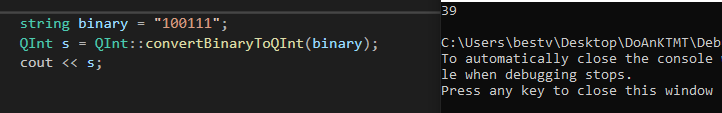 string binary = "100111";
QInt s = QInt::convertBinaryToQInt(binary);
cout << s;
39
C:\Users\bestv\Desktop\DoAnKTMT\Deb
To automatically close the console
le when debugging stops.
Press any key to close this window